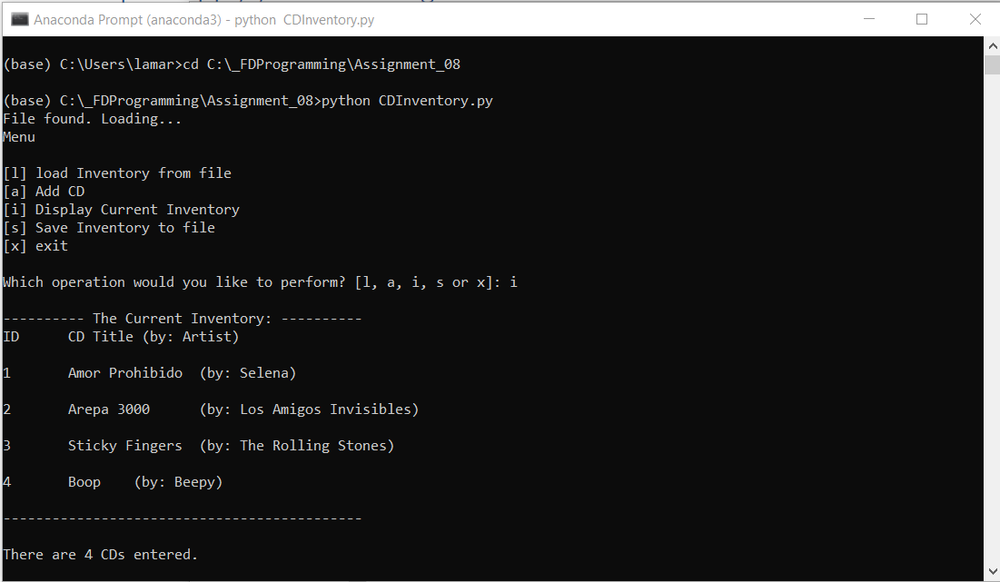 Anaconda Prompt (anaconda3) - python  CDInventory.py
(base) C:\Users\lamar>cd C:\_FDProgramming\Assignment_08
(base) C:\_FDProgramming\Assignment_08>python CDInventory.py
File found. Loading...
Menu
[l] load Inventory from file
[a] Add CD
[i] Display Current Inventory
[s] Save Inventory to file
[x] exit
Which operation would you like to perform? [l, a, i, s or x]: i
---------- The Current Inventory: ----------
ID      CD Title (by: Artist)
1       Amor Prohibido  (by: Selena)
2       Arepa 3000      (by: Los Amigos Invisibles)
3       Sticky Fingers  (by: The Rolling Stones)
4       Boop    (by: Beepy)
--------------------------------------------
There are 4 CDs entered.